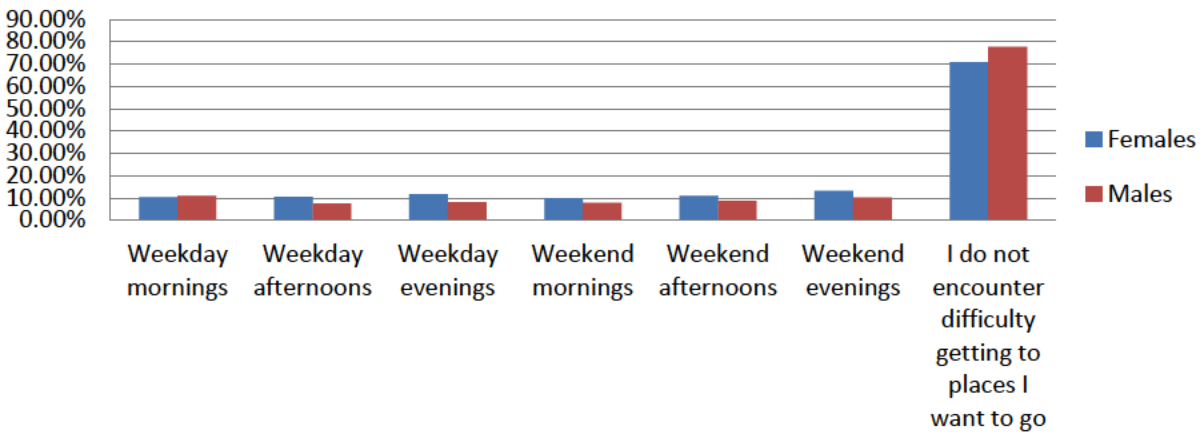 90.00%
80.00%
70.00%
60.00%
50.00%
40.00%
30.00%
20.00%
10.00%
0.00%
Weekday
mornings
Weekday
afternoons
Weekday
evenings
Weekend
mornings
Weekend
afternoons
Weekend
evenings
I do not
encounter
difficulty
getting to
places I
want to go
Females
Males